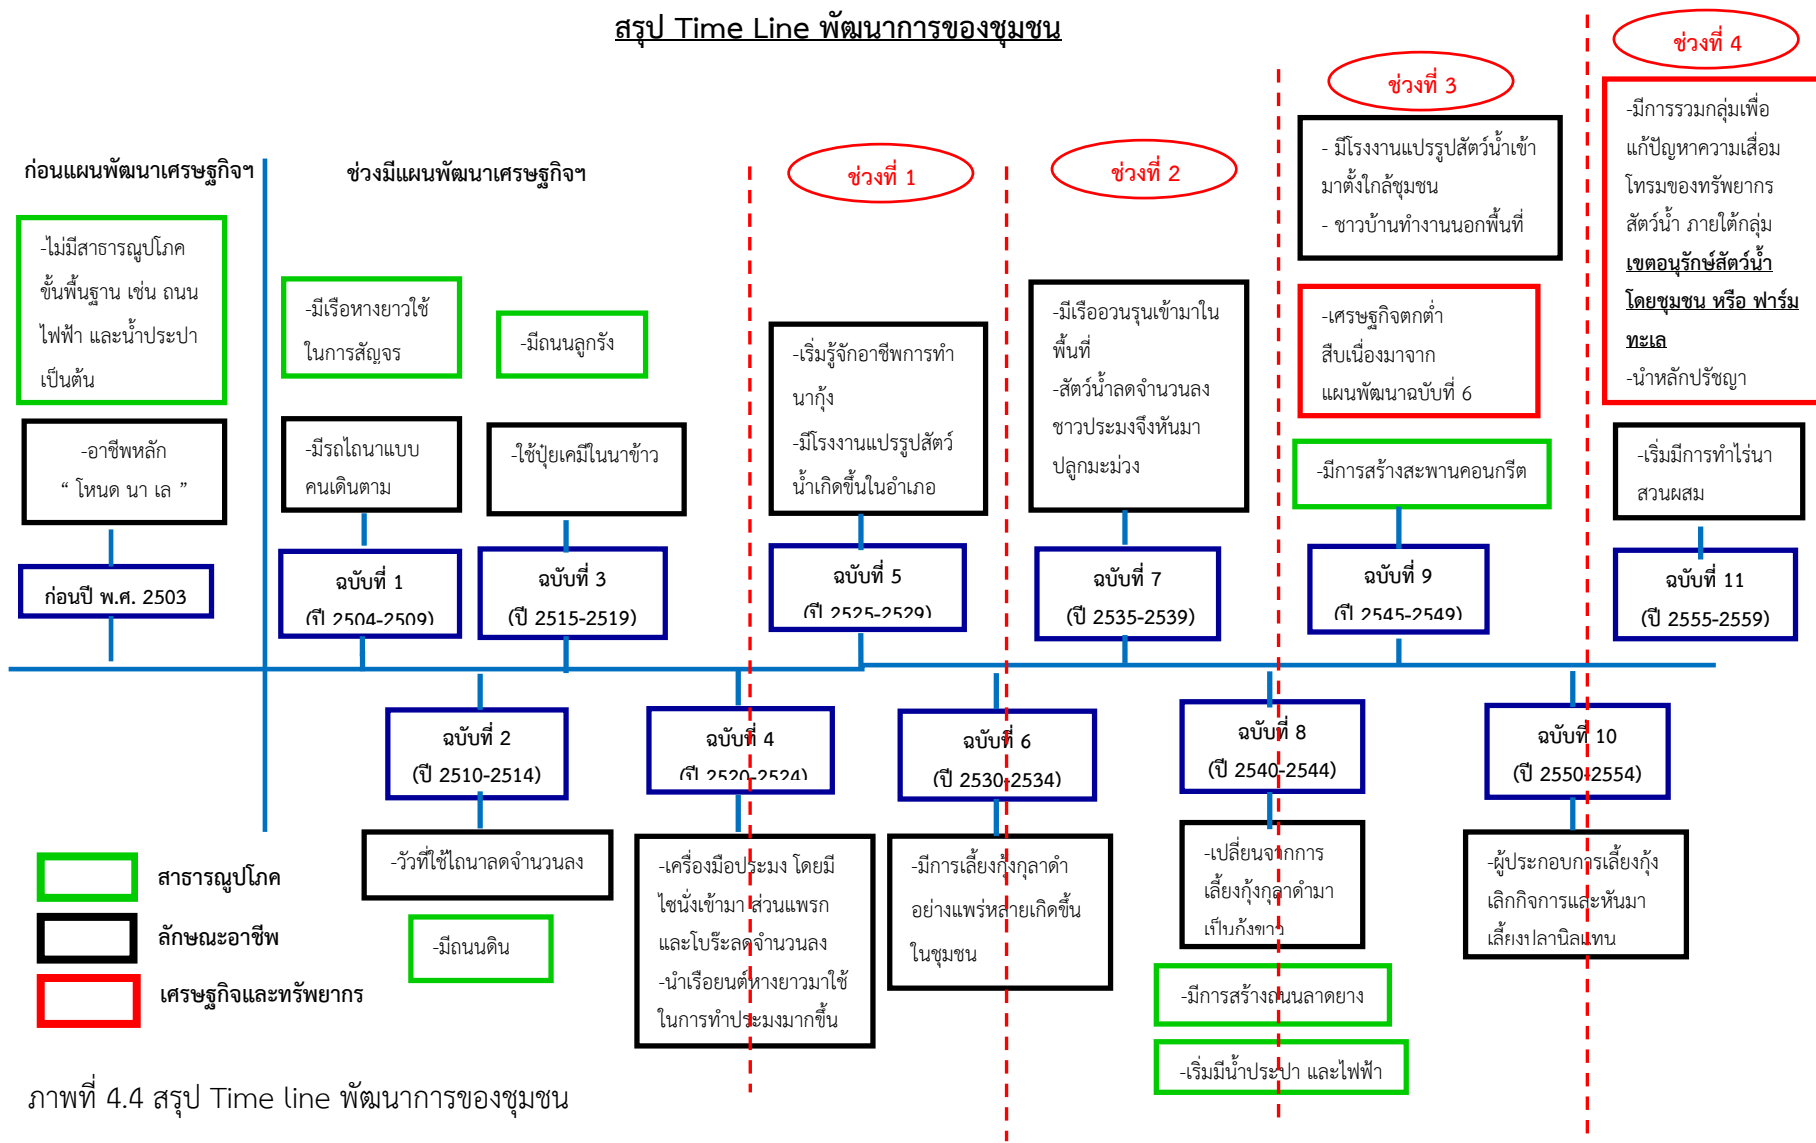 สรุป Time Line พัฒนาการของชุมชน
ก่อนแผนพัฒนาเศรษฐกิจฯ
ช่วงมีแผนพัฒนาเศรษฐกิจฯ
ช่วงที่ 1
ช่วงที่ 2
ช่วงที่ 3
ช่วงที่ 4
-ไม่มีสาธารณูปโภค
ขั้นพื้นฐาน เช่น ถนน
ไฟฟ้า และน้ำประปา
เป็นต้น
-อาชีพหลัก
“ โหนด นา เล ”
ก่อนปี พ.ศ. 2503
-มีเรือหางยาวใช้
ในการสัญจร
-มีรถไถนาแบบ
คนเดินตาม
ฉบับที่ 1
(ปี 2504-2509)
-มีถนนลูกรัง
-ใช้ปุ๋ยเคมีในนาข้าว
ฉบับที่ 3
(ปี 2515-2519)
-เริ่มรู้จักอาชีพการทำ
นากุ้ง
-มีโรงงานแปรรูปสัตว์
น้ำเกิดขึ้นในอำเภอ
ฉบับที่ 5
(ปี 2525-2529)
-มีเรืออวนรุนเข้ามาใน
พื้นที่
-สัตว์น้ำลดจำนวนลง
ชาวประมงจึงหันมา
ปลูกมะม่วง
ฉบับที่ 7
(ปี 2535-2539)
- มีโรงงานแปรรูปสัตว์น้ำเข้า
มาตั้งใกล้ชุมชน
- ชาวบ้านทำงานนอกพื้นที่
-เศรษฐกิจตกต่ำ
สืบเนื่องมาจาก
แผนพัฒนาฉบับที่ 6
-มีการสร้างสะพานคอนกรีต
ฉบับที่ 9
(ปี 2545-2549)
-มีการรวมกลุ่มเพื่อ
แก้ปัญหาความเสื่อม
โทรมของทรัพยากร
สัตว์น้ำ ภายใต้กลุ่ม
เขตอนุรักษ์สัตว์น้ำ
โดยชุมชน หรือ ฟาร์ม
ทะเล
-นำหลักปรัชญา
-เริ่มมีการทำไร่นา
สวนผสม
ฉบับที่ 11
(ปี 2555-2559)
ฉบับที่ 2
(ปี 2510-2514)
-วัวที่ใช้ไถนาลดจำนวนลง
-มีถนนดิน
ฉบับที่ 4
(ปี 2520-2524)
-เครื่องมือประมง โดยมี
ไซนั่งเข้ามา ส่วนแพรก
และโบร๊ะลดจำนวนลง
-นำเรือยนต์หางยาวมาใช้
ในการทำประมงมากขึ้น
ฉบับที่ 6
(ปี 2530-2534)
-มีการเลี้ยงกุ้งกุลาดำ
อย่างแพร่หลายเกิดขึ้น
ในชุมชน
ฉบับที่ 8
(ปี 2540-2544)
-เปลี่ยนจากการ
เลี้ยงกุ้งกุลาดำมา
เป็นกุ้งขาว
-มีการสร้างถนนลาดยาง
-เริ่มมีน้ำประปา และไฟฟ้า
ฉบับที่ 10
(ปี 2550-2554)
-ผู้ประกอบการเลี้ยงกุ้ง
เลิกกิจการและหันมา
เลี้ยงปลานิลแทน
สาธารณูปโภค
ลักษณะอาชีพ
เศรษฐกิจและทรัพยากร
ภาพที่ 4.4 สรุป Time line พัฒนาการของชุมชน